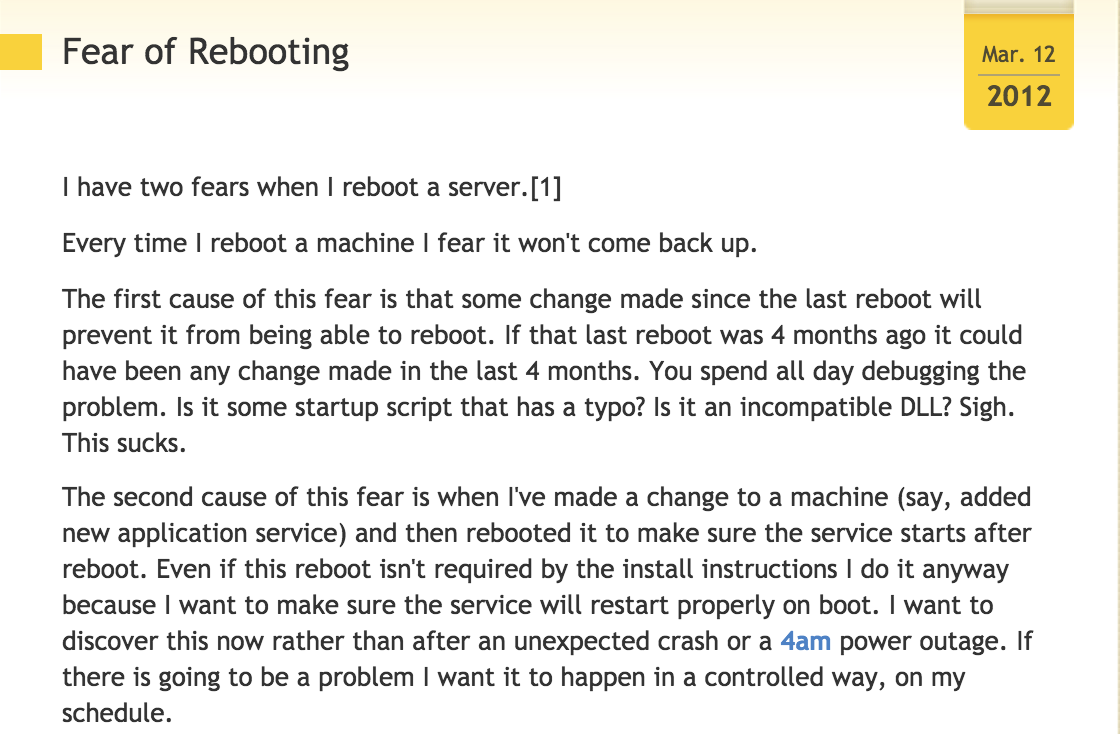 Fear of Rebooting
Mar. 12
2012
I have two fears when I reboot a server.[1]
Every time I reboot a machine I fear it won't come back up.
The first cause of this fear is that some change made since the last reboot will
prevent it from being able to reboot. If that last reboot was 4 months ago it could
have been any change made in the last 4 months. You spend all day debugging the
problem. Is it some startup script that has a typo? Is it an incompatible DLL? Sigh.
This sucks.
The second cause of this fear is when I've made a change to a machine (say, added
new application service) and then rebooted it to make sure the service starts after
reboot. Even if this reboot isn't required by the install instructions I do it anyway
because I want to make sure the service will restart properly on boot. I want to
discover this now rather than after an unexpected crash or a 4am power outage. If
there is going to be a problem I want it to happen in a controlled way, on my
schedule.